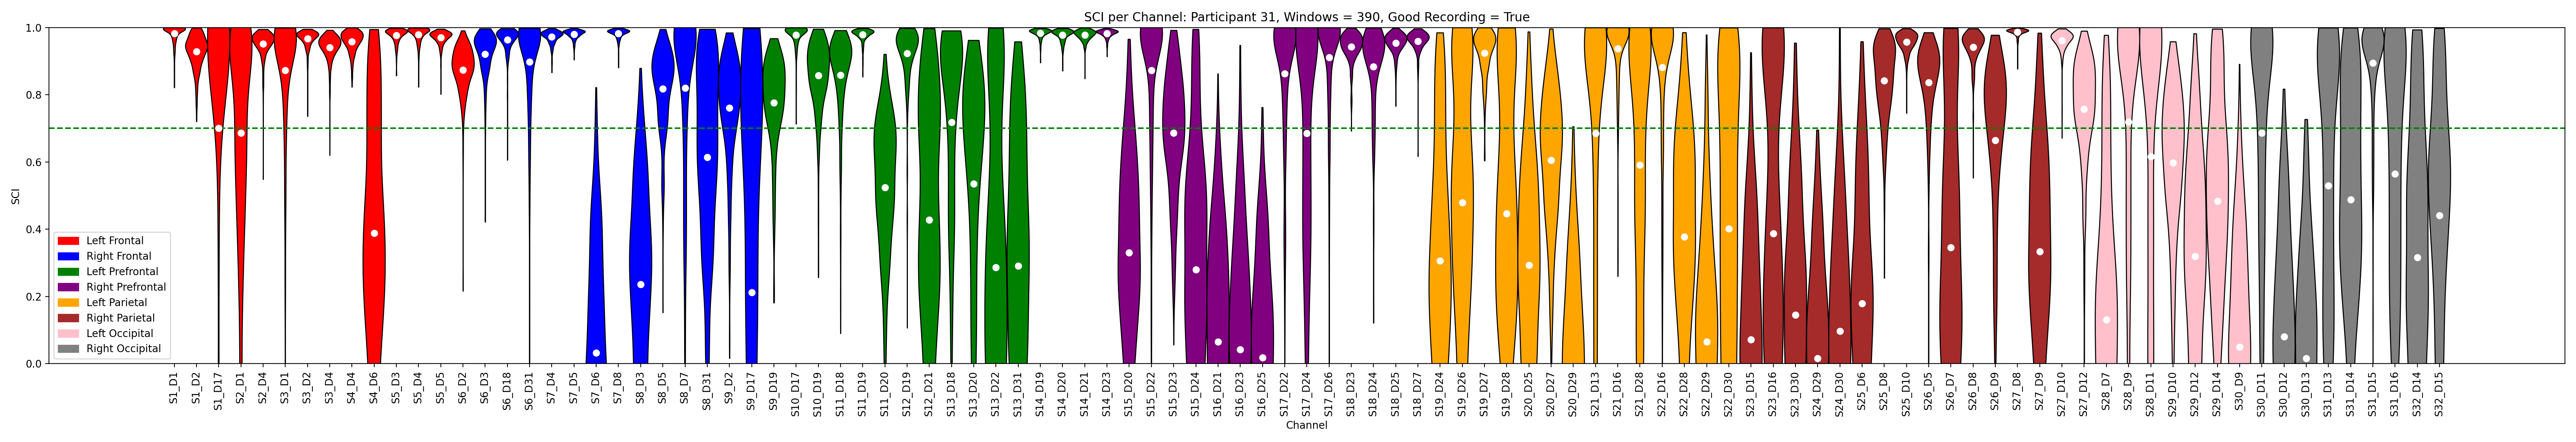 SCI per Channel: Participant 31, Windows = 390, Good Recording = True
1.0
0.8
0.6
0.4
0.2
0.0
SCI
Left Frontal
Right Frontal
Left Prefrontal
Right Prefrontal
Left Parietal
Right Parietal
Left Occipital
Right Occipital
S1_D1
S1_D2
S1_D17
S2_D1
S2_D4
S3_D1
S3_D2
S3_D4
S4_D4
S4_D6
S5_D3
S5_D4
S5_D5
S6_D2
S6_D3
S6_D18
S6_D31
S7_D4
S7_D5
S7_D6
S7_D8
S8_D3
S8_D5
S8_D7
S8_D31
S9_D2
S9_D17
S9_D19
S10_D17
S10_D19
S11_D18
S11_D19
S11_D20
S12_D19
S12_D21
S13_D18
S13_D20
S13_D22
S13_D31
S14_D19
S14_D20
S14_D21
S14_D23
S15_D20
S15_D22
S15_D23
S15_D24
S16_D21
S16_D23
S16_D25
S17_D22
S17_D24
S17_D26
S18_D23
S18_D24
S18_D25
S18_D27
S19_D24
S19_D26
S19_D27
S19_D28
S20_D25
S20_D27
S20_D29
S21_D13
S21_D16
S21_D28
S22_D16
S22_D28
S22_D29
S22_D30
S23_D15
S23_D16
S23_D30
S24_D29
S24_D30
S25_D6
S25_D8
S25_D10
S26_D5
S26_D7
S26_D8
S26_D9
S27_D8
S27_D9
S27_D10
S27_D12
S28_D7
S28_D9
S28_D11
S29_D10
S29_D12
S29_D14
S30_D9
S30_D11
S30_D12
S30_D13
S31_D13
S31_D14
S31_D15
S31_D16
S32_D14
S32_D15
Channel